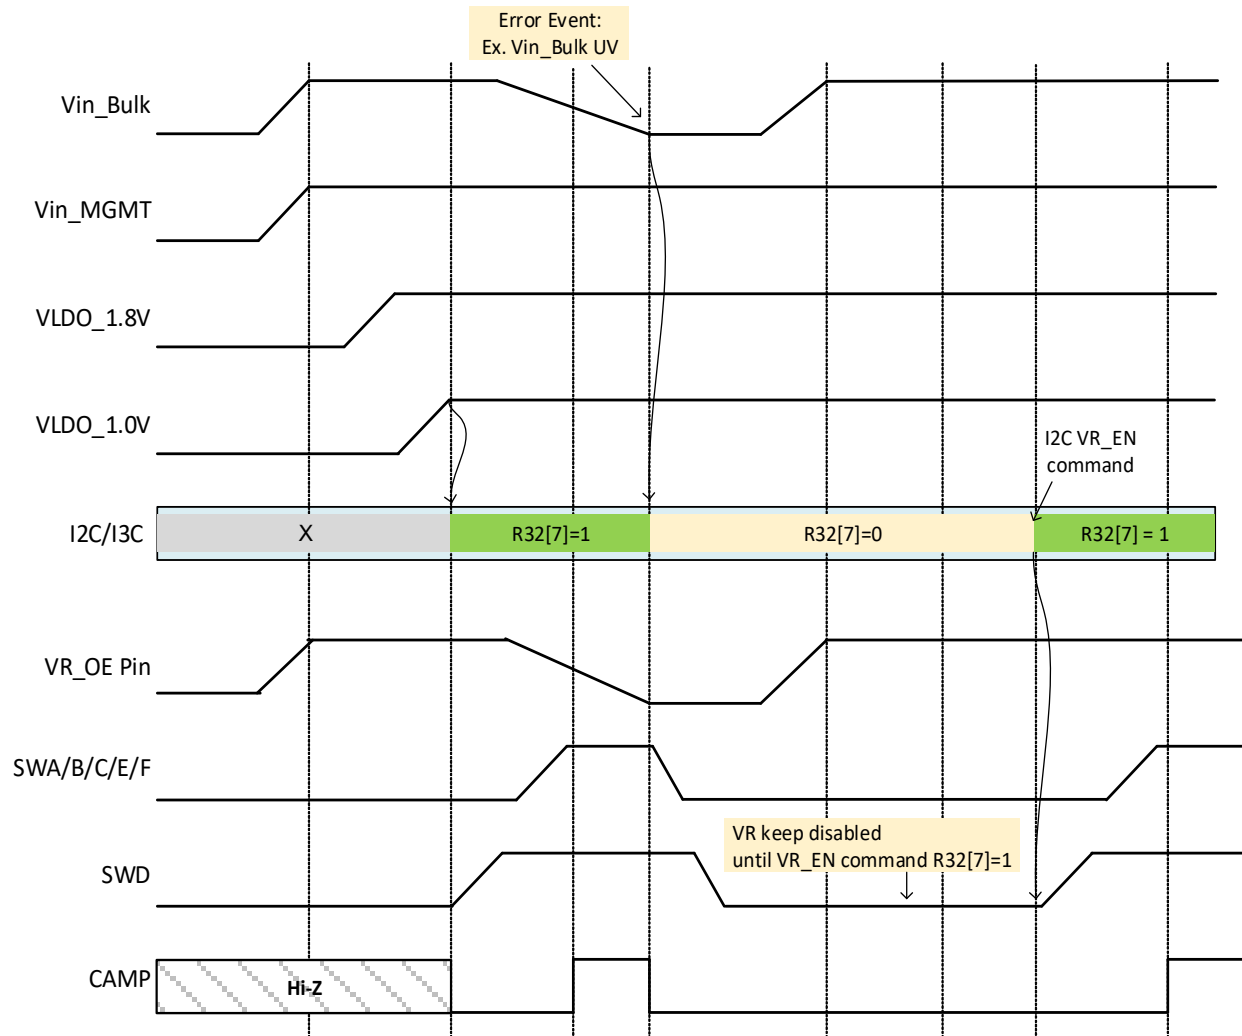 Error Event:
Ex. Vin_Bulk UV
Vin_Bulk
Vin_MGMT
VLDO_1.8V
VLDO_1.0V
I2C VR_EN
command
I2C/I3C
X
R32[7]=1
R32[7]=0
R32[7] = 1
VR_OE Pin
SWA/B/C/E/F
VR keep disabled
until VR_EN command R32[7]=1
SWD
CAMP
Hi-Z